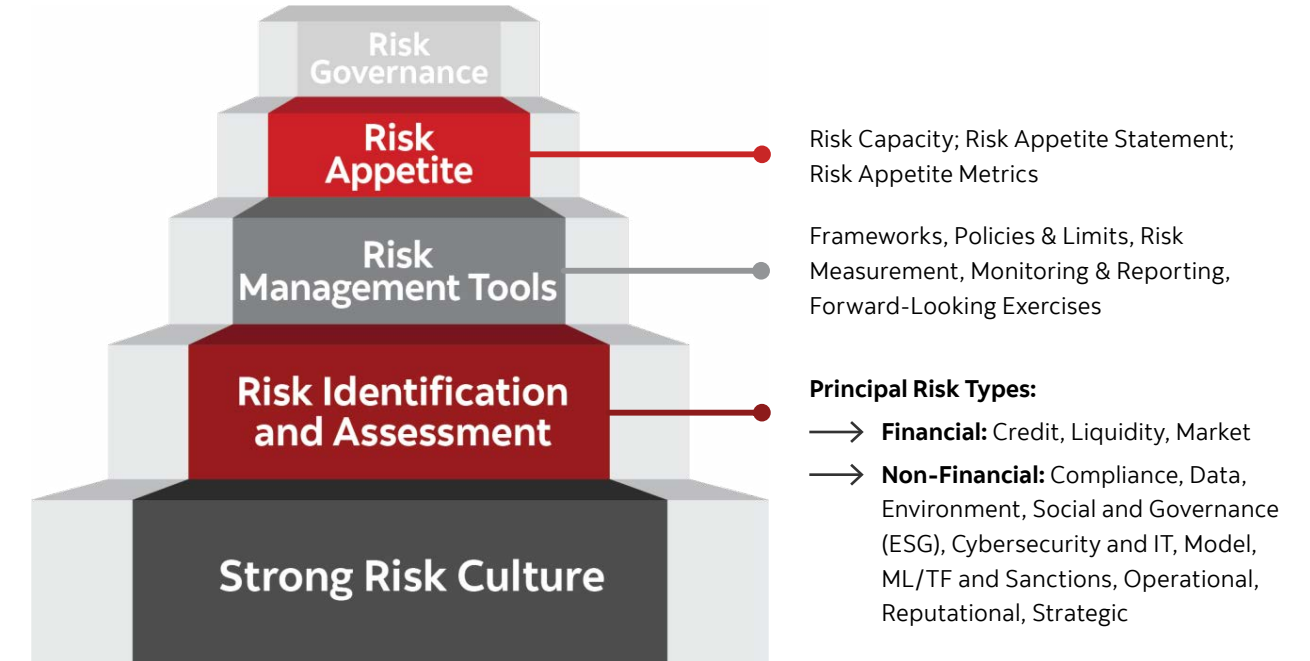 Risk
Governance
Risk
Appetite
Risk Capacity; Risk Appetite Statement;
Risk Appetite Metrics
Risk
Management Tools
Frameworks, Policies & Limits, Risk
Measurement, Monitoring & Reporting,
Forward-Looking Exercises
Risk Identification
and Assessment
Principal Risk Types:
Financial: Credit, Liquidity, Market
Non-Financial: Compliance, Data,
Environment, Social and Governance
(ESG), Cybersecurity and IT, Model,
ML/TF and Sanctions, Operational,
Reputational, Strategic
Strong Risk Culture